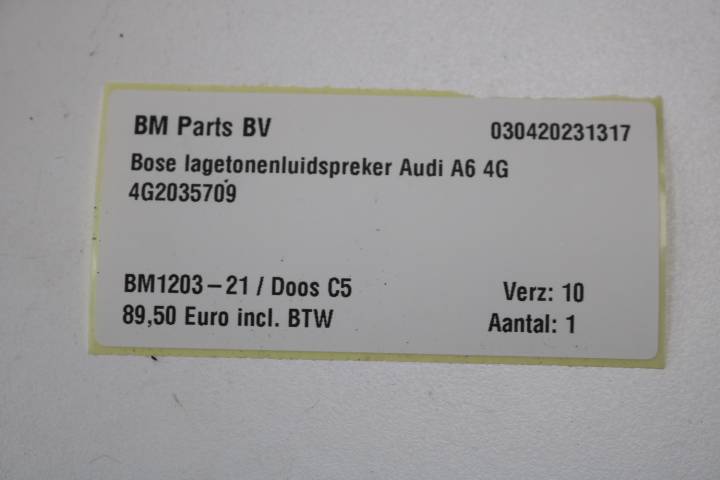 BM Parts BV 030420231317
Bose lagetonenluidspreker Audi A6 4G
4G2035709
BM1203-21 / Doos C5 Verz: 10
89,50 Euro incl. BTW Aantal: 1